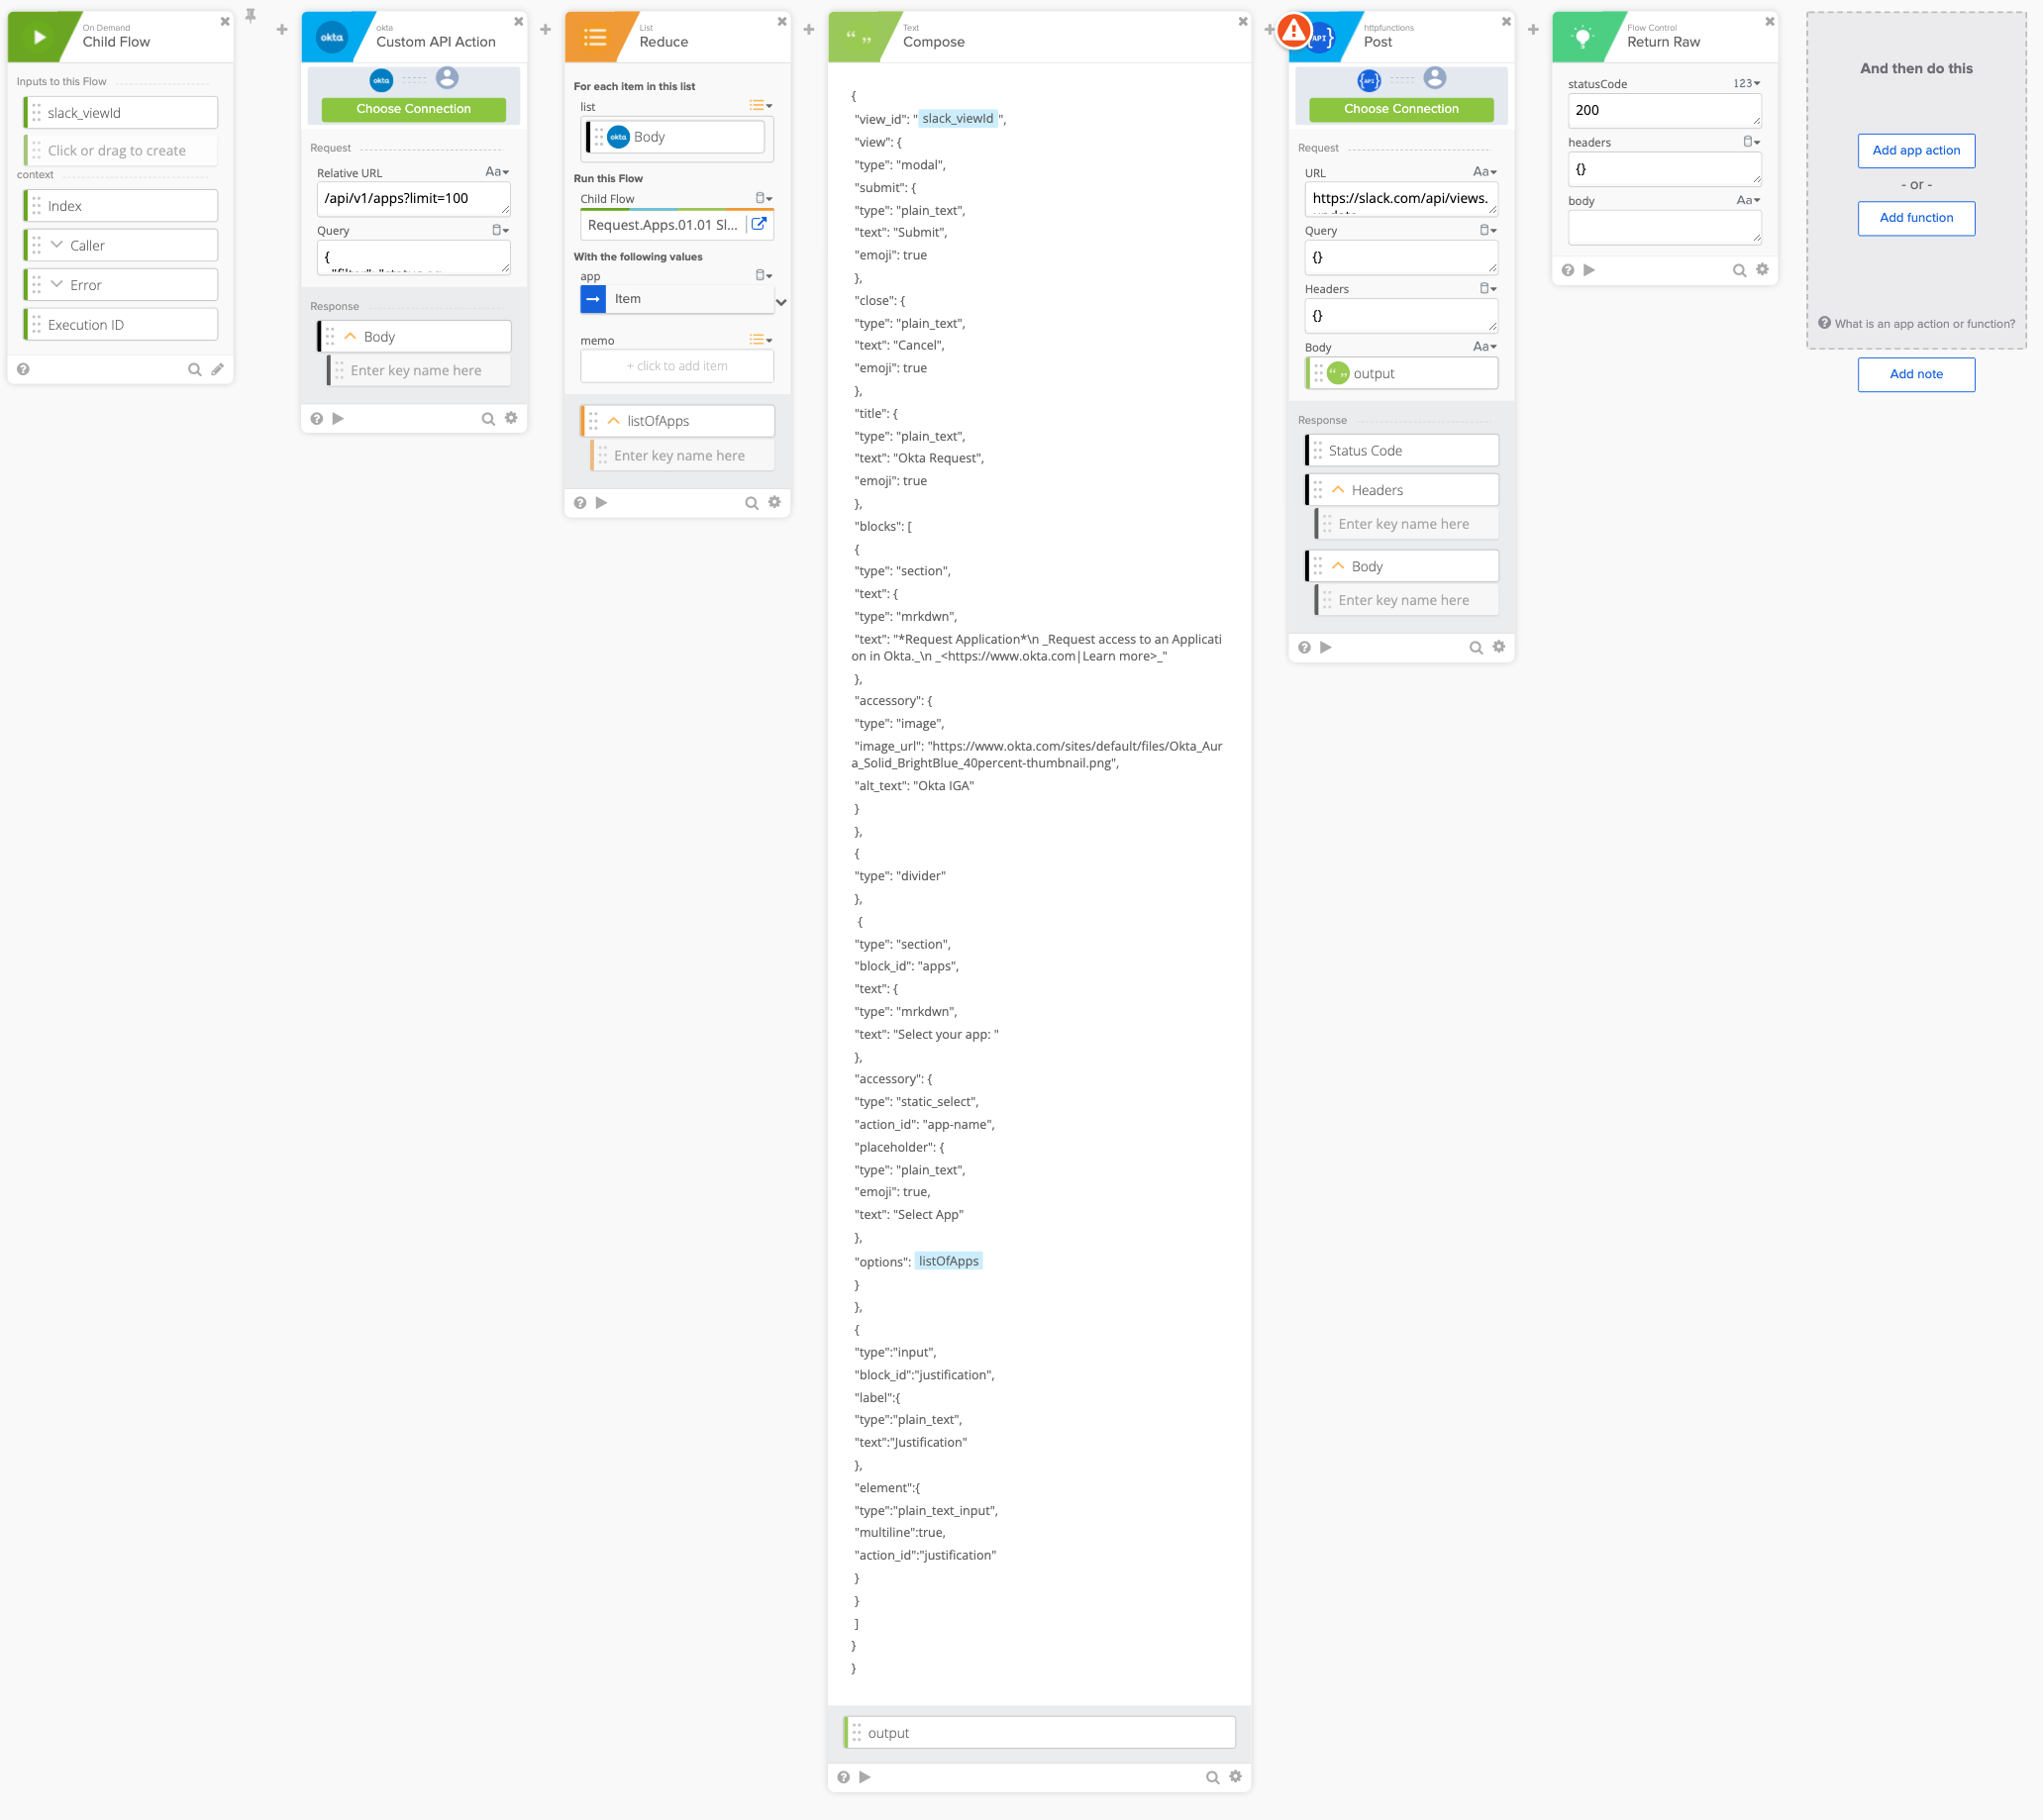 On Demand
Child Flow
Inputs to this Flow
slack_viewId
Click or drag to create
context
Index
Caller
Error
Execution ID
okta
okta
Custom API Action
okta
Choose Connection
Request
Relative URL
Aa
/api/v1/apps?limit=100
Query
{
Response
Body
Enter key name here
List
Reduce
For each item in this list
list
okta
Body
Run this Flow
Child Flow
Request.Apps.01.01 Sl...
With the following values
app
Item
memo
+ click to add item
listOfApps
Enter key name here
Text
Compose
{
"view_id": " slack_viewId ",
"view": {
"type": "modal",
"submit": {
"type": "plain_text",
"text": "Submit",
"emoji": true
},
"close": {
"type": "plain_text",
"text": "Cancel",
"emoji": true
},
"title": {
"type": "plain_text",
"text": "Okta Request",
"emoji": true
},
"blocks": [
{
"type": "section",
"text": {
"type": "mrkdwn",
"text": "*Request Application*\n _Request access to an Applicati
on in Okta._\n _<https://www.okta.com|Learn more>_"
},
"accessory": {
"type": "image",
"image_url": "https://www.okta.com/sites/default/files/Okta_Aur
a_Solid_BrightBlue_40percent-thumbnail.png",
"alt_text": "Okta IGA"
}
},
{
"type": "divider"
},
{
"type": "section",
"block_id": "apps",
"text": {
"type": "mrkdwn",
"text": "Select your app: "
},
"accessory": {
"type": "static_select",
"action_id": "app-name",
"placeholder": {
"type": "plain_text",
"emoji": true,
"text": "Select App"
},
"options": listOfApps
}
},
{
"type":"input",
"block_id":"justification",
"label":{
"type":"plain_text",
"text":"Justification"
},
"element":{
"type":"plain_text_input",
"multiline":true,
"action_id":"justification"
}
}
]
}
}
output
API}
httpfunctions
Post
{API}
Choose Connection
Request
URL
Aa
https://slack.com/api/views.
Query
{}
Headers
{}
Body
Aa
output
Response
Status Code
Headers
Enter key name here
Body
Enter key name here
Flow Control
Return Raw
statusCode
123
200
headers
{}
body
Aa
And then do this
Add app action
- or -
Add function
What is an app action or function?
Add note